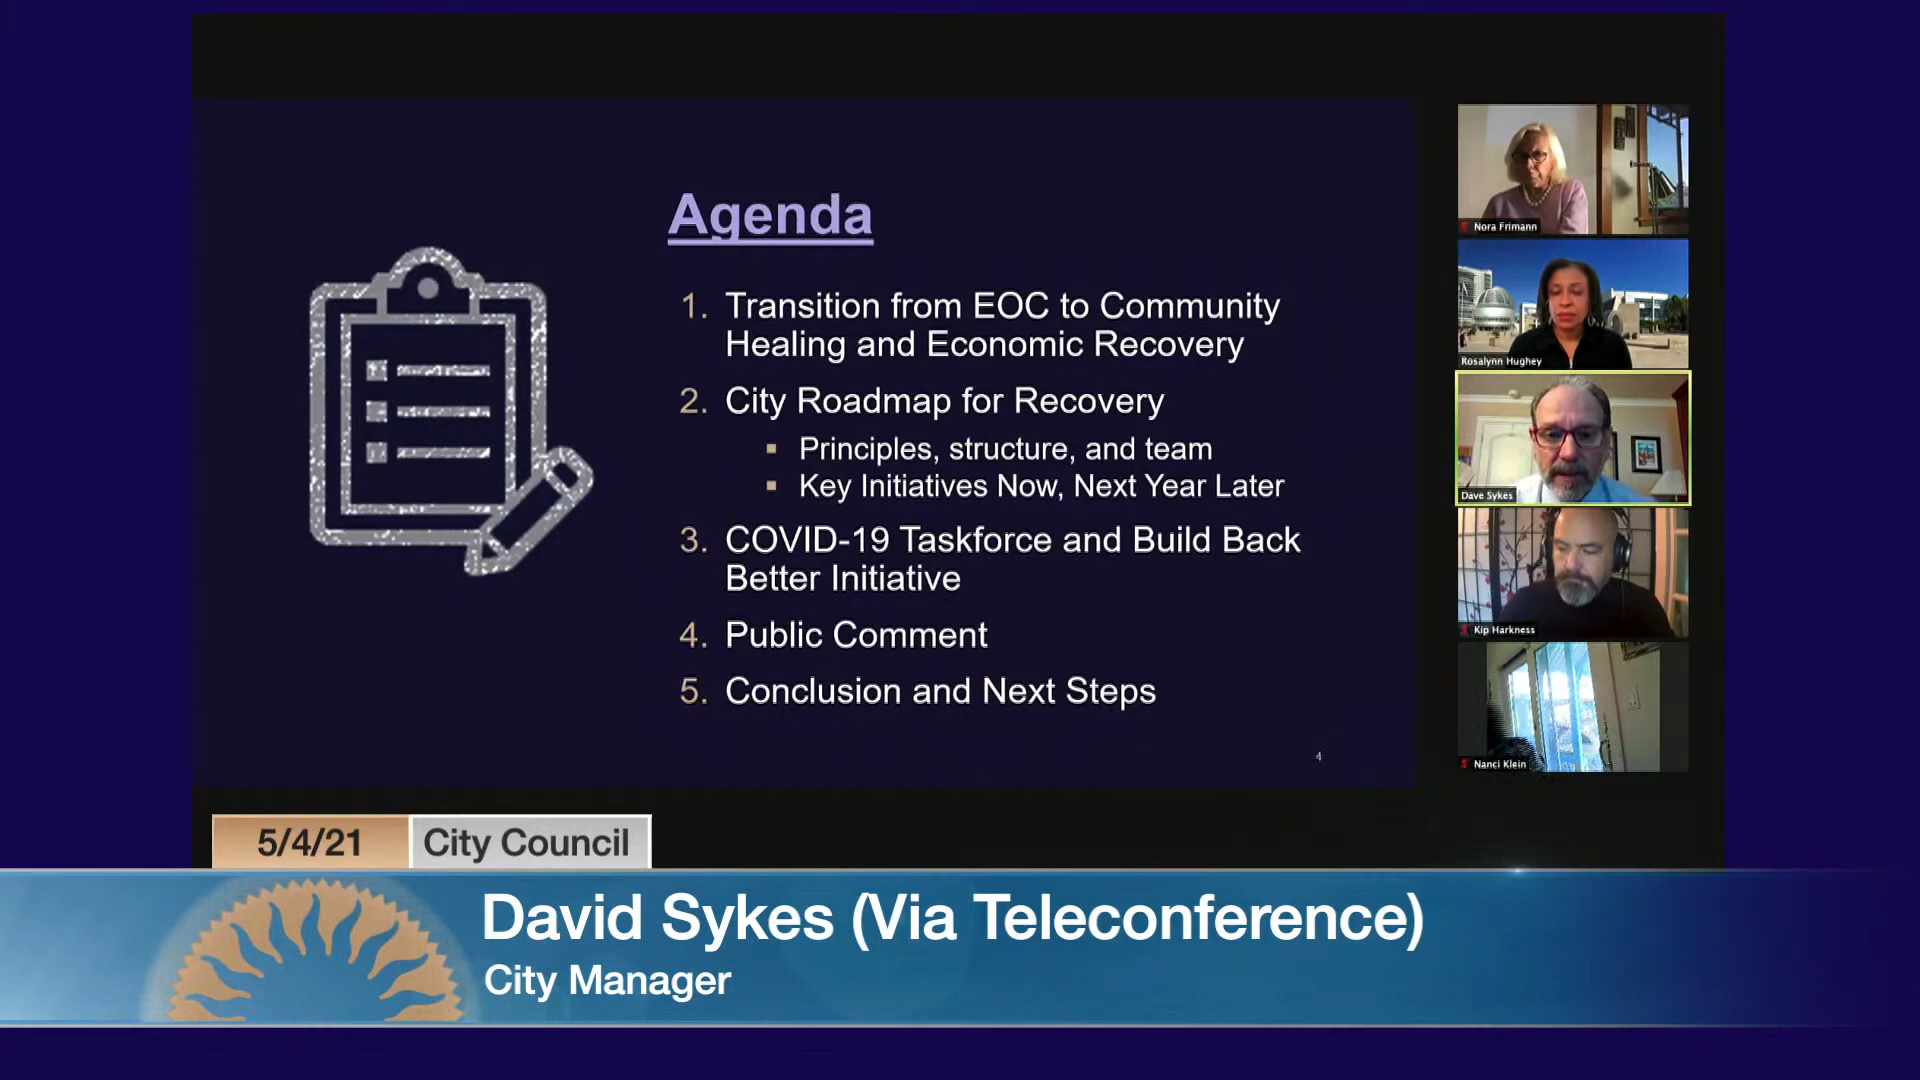 Agenda
1. Transition from EOC to Community
Healing and Economic Recovery
2. City Roadmap for Recovery
▪ Principles, structure, and team
▪ Key Initiatives Now, Next Year Later
3. COVID-19 Taskforce and Build Back
Better Initiative
4. Public Comment
5. Conclusion and Next Steps
4
Nora Frimann
Rosalynn Hughey
Dave Sykes
Kip Harkness
Nanci Klein
5/4/21
City Council
David Sykes (Via Teleconference)
City Manager